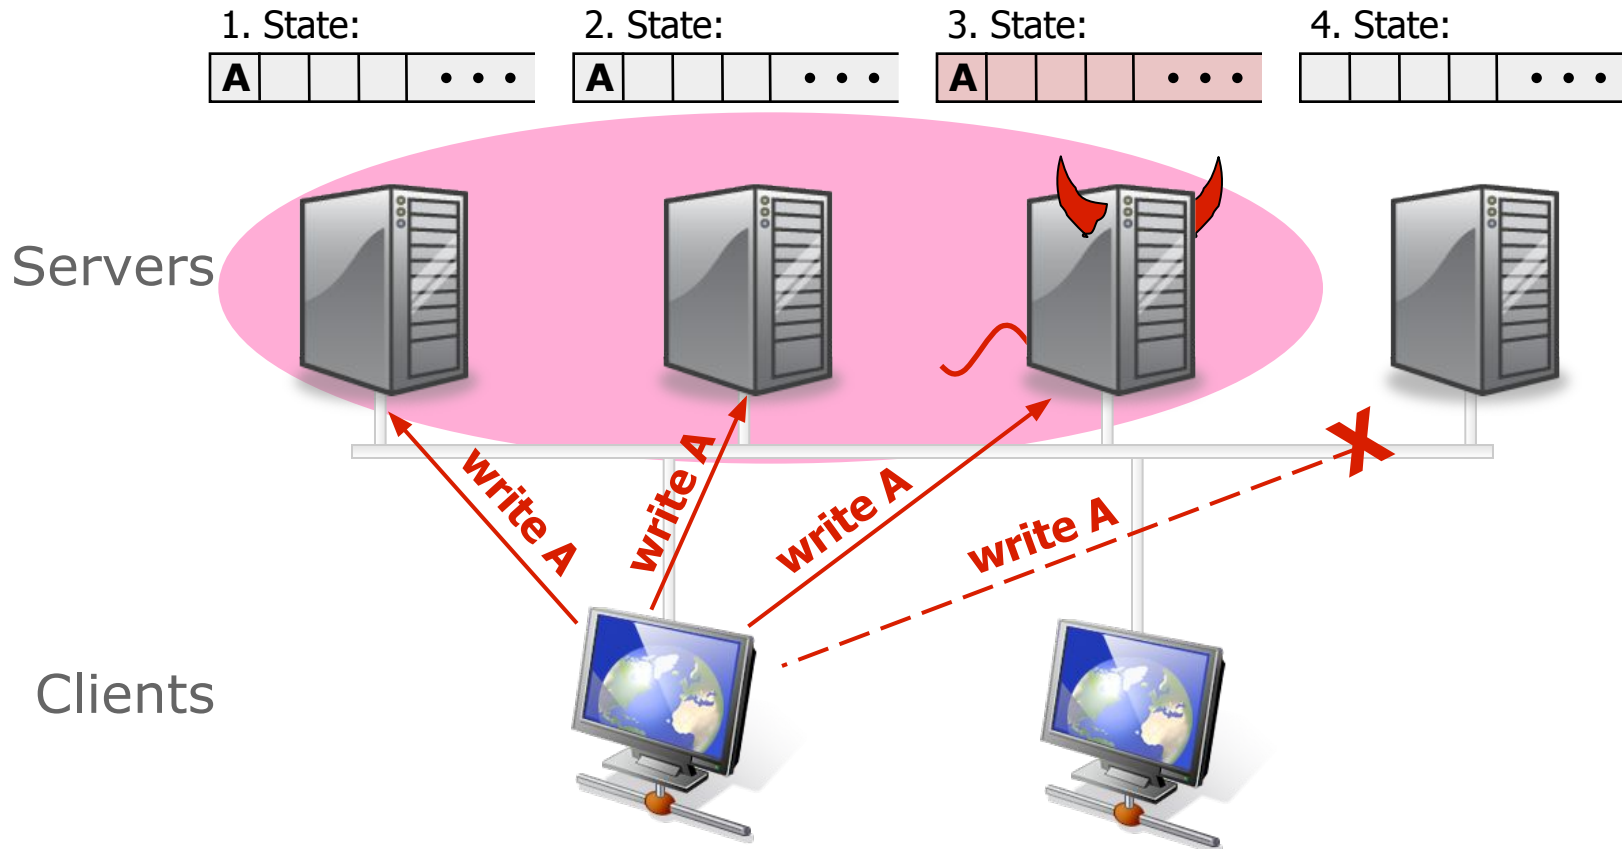 1. State:
2. State:
3. State:
4. State:
A
• • •
A
• • •
A
• • •
• • •
Servers
write A
write A
write A
write A
X
Clients